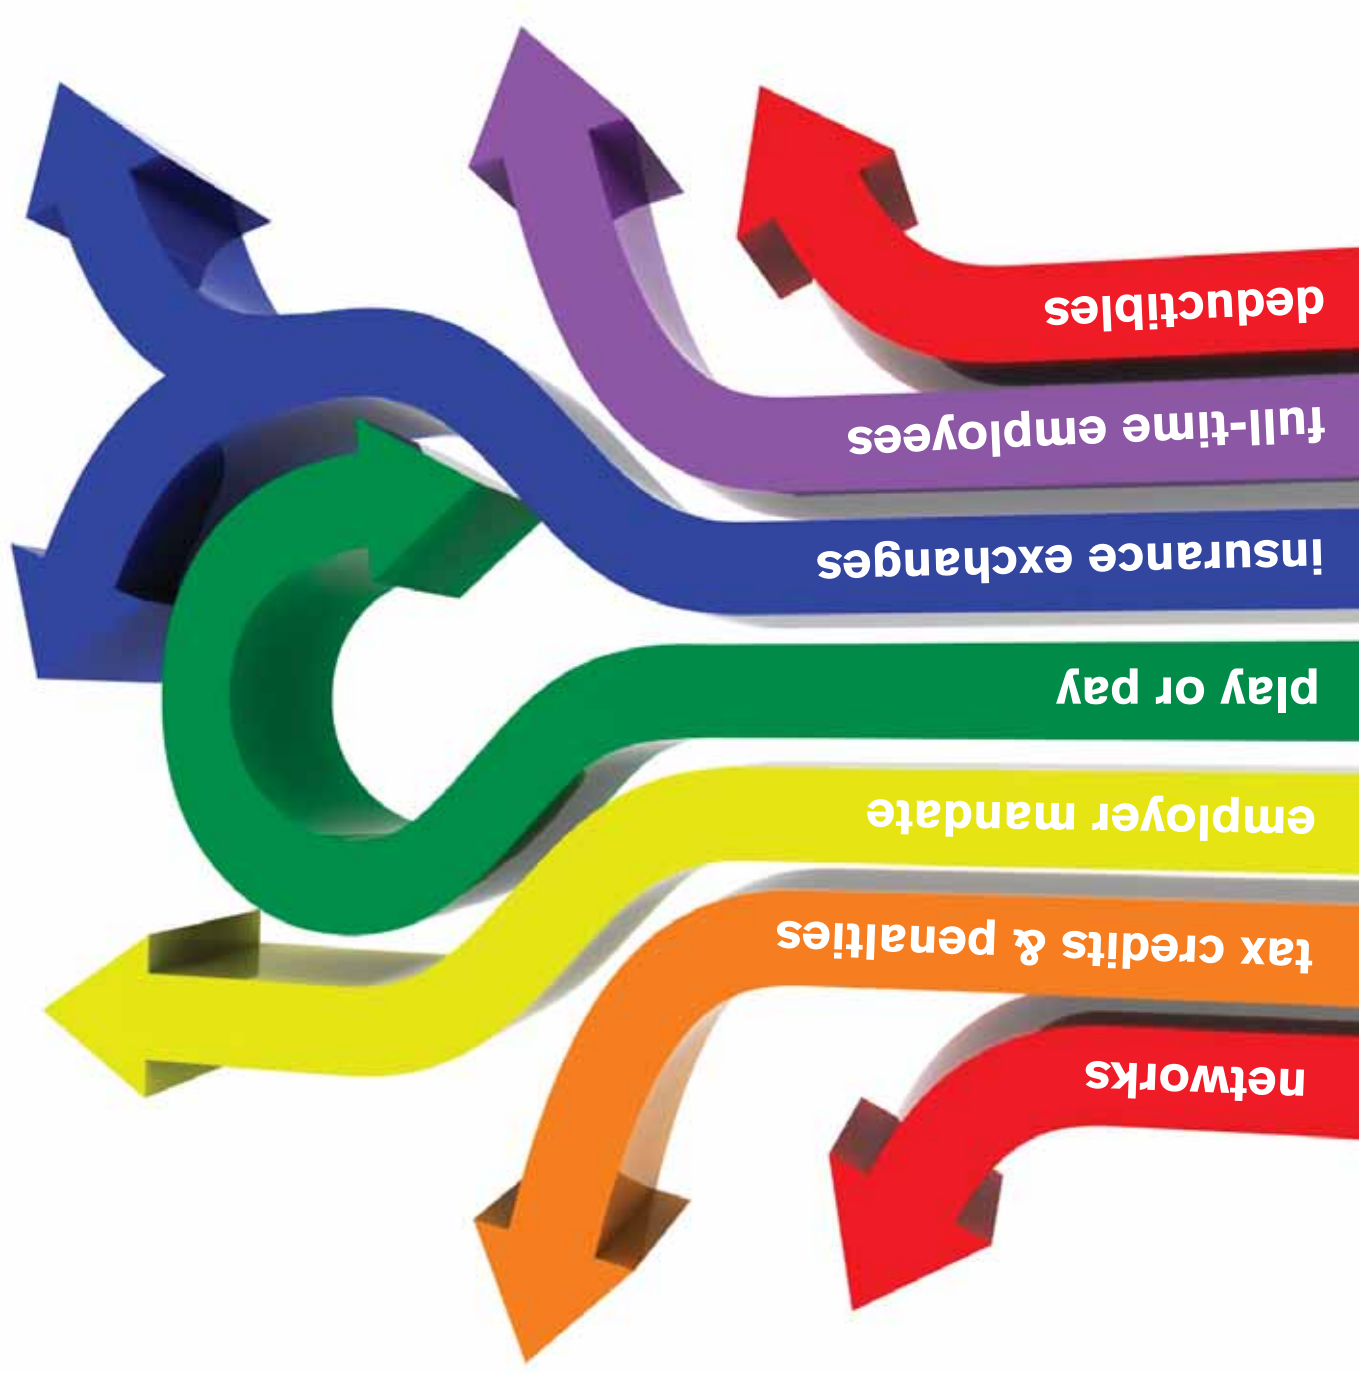 networks
tax credits & penalties
employer mandate
play or pay
insurance exchanges
full-time employees
deductibles